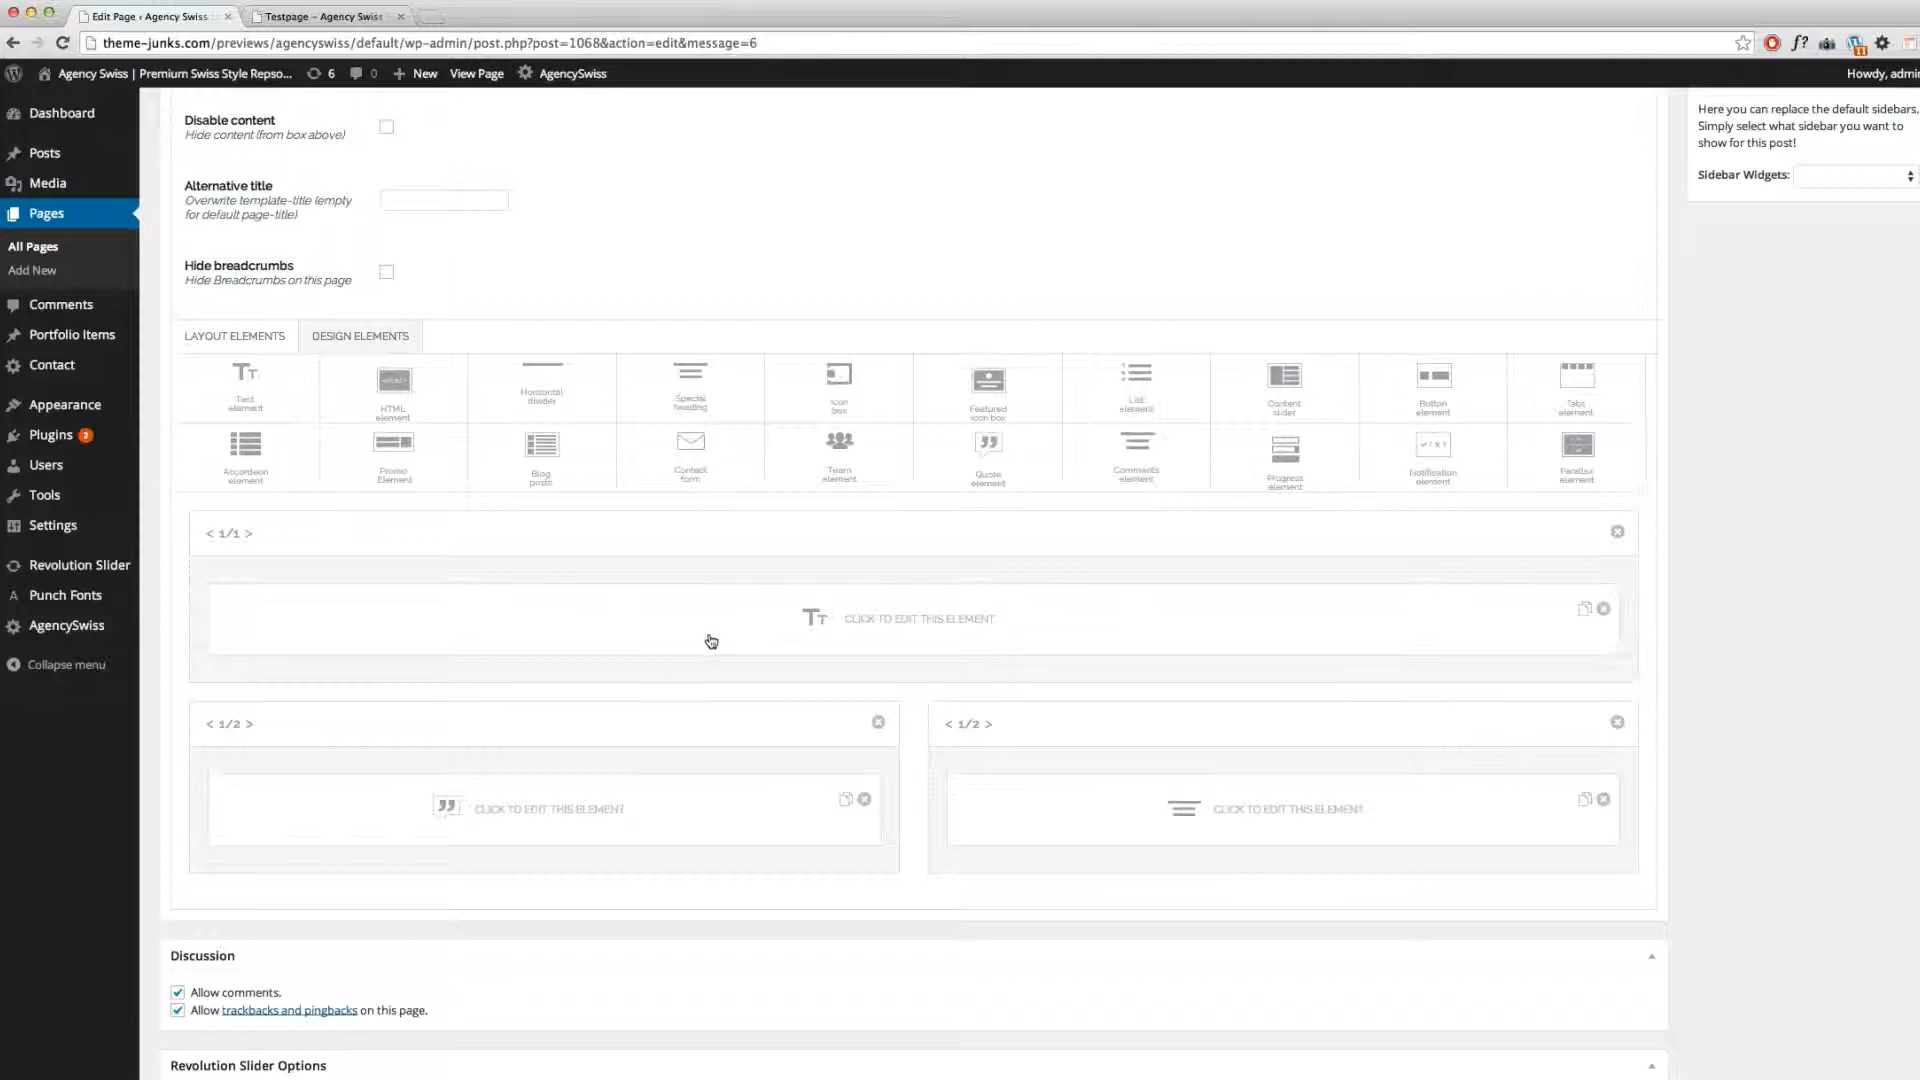 Edit Page ‹ Agency Swiss
Testpage – Agency Swiss
theme-junks.com/previews/agencyswiss/default/wp-admin/post.php?post=1068&action=edit&message=6
Agency Swiss | Premium Swiss Style Repso...
6
0
New
View Page
AgencySwiss
Howdy, admin
Dashboard
Posts
Media
Pages
All Pages
Add New
Comments
Portfolio Items
Contact
Appearance
Plugins 2
Users
Tools
Settings
Revolution Slider
Punch Fonts
AgencySwiss
Collapse menu
Disable content
Hide content (from box above)
Alternative title
Overwrite template-title (empty
for default page-title)
Hide breadcrumbs
Hide Breadcrumbs on this page
LAYOUT ELEMENTS
DESIGN ELEMENTS
Text
element
HTML
element
Horizontal
divider
Special
heading
Icon
box
Featured
icon box
List
element
Content
slider
Button
element
Tabs
element
Accordeon
element
Promo
Element
Blog
posts
Contact
form
Team
element
Quote
element
Comments
element
Progress
element
Notification
element
Parallax
element
< 1/1 >
CLICK TO EDIT THIS ELEMENT
< 1/2 >
CLICK TO EDIT THIS ELEMENT
< 1/2 >
CLICK TO EDIT THIS ELEMENT
Discussion
Allow comments.
Allow trackbacks and pingbacks on this page.
Revolution Slider Options
Here you can replace the default sidebars.
Simply select what sidebar you want to
show for this post!
Sidebar Widgets: